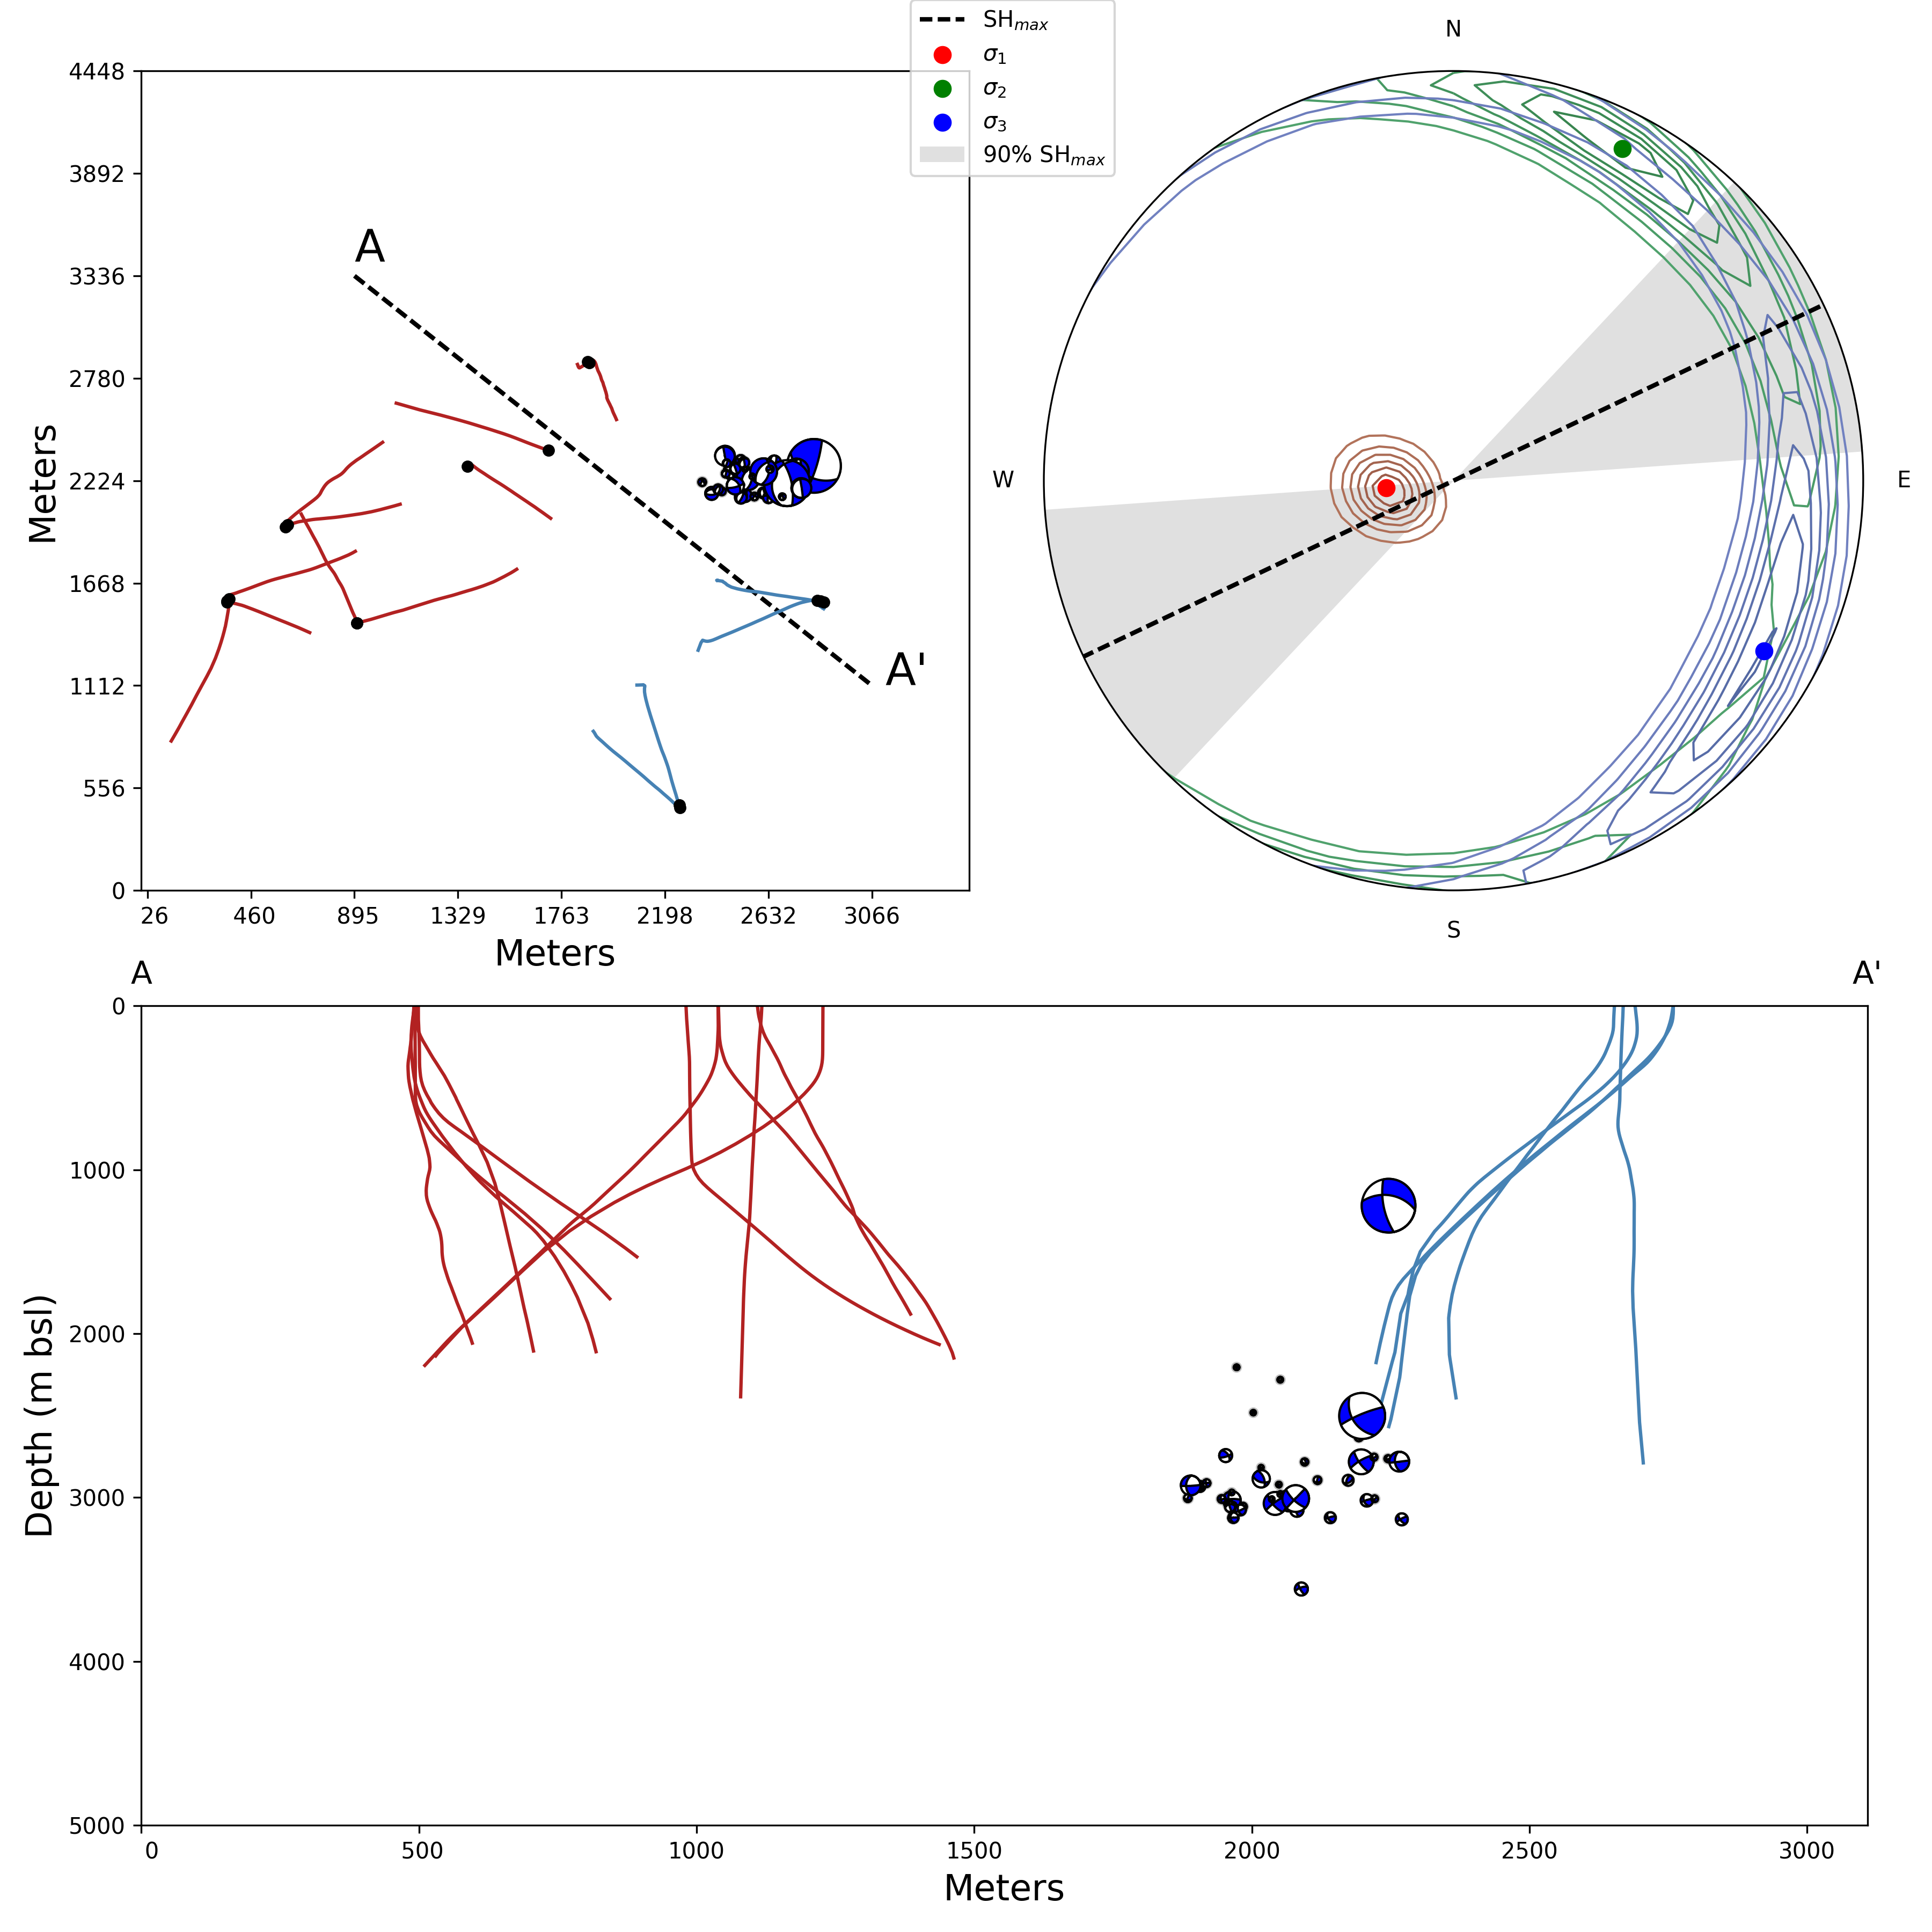 SHmax
σ1
σ2
σ3
90% SHmax
4448
3892
3336
2780
2224
1668
1112
556
0
Meters
A
A'
26 460 895 1329 1763 2198 2632 3066
Meters
N
W
E
S
A A'
0
1000
2000
3000
4000
5000
Depth (m bsl)
0 500 1000 1500 2000 2500 3000
Meters